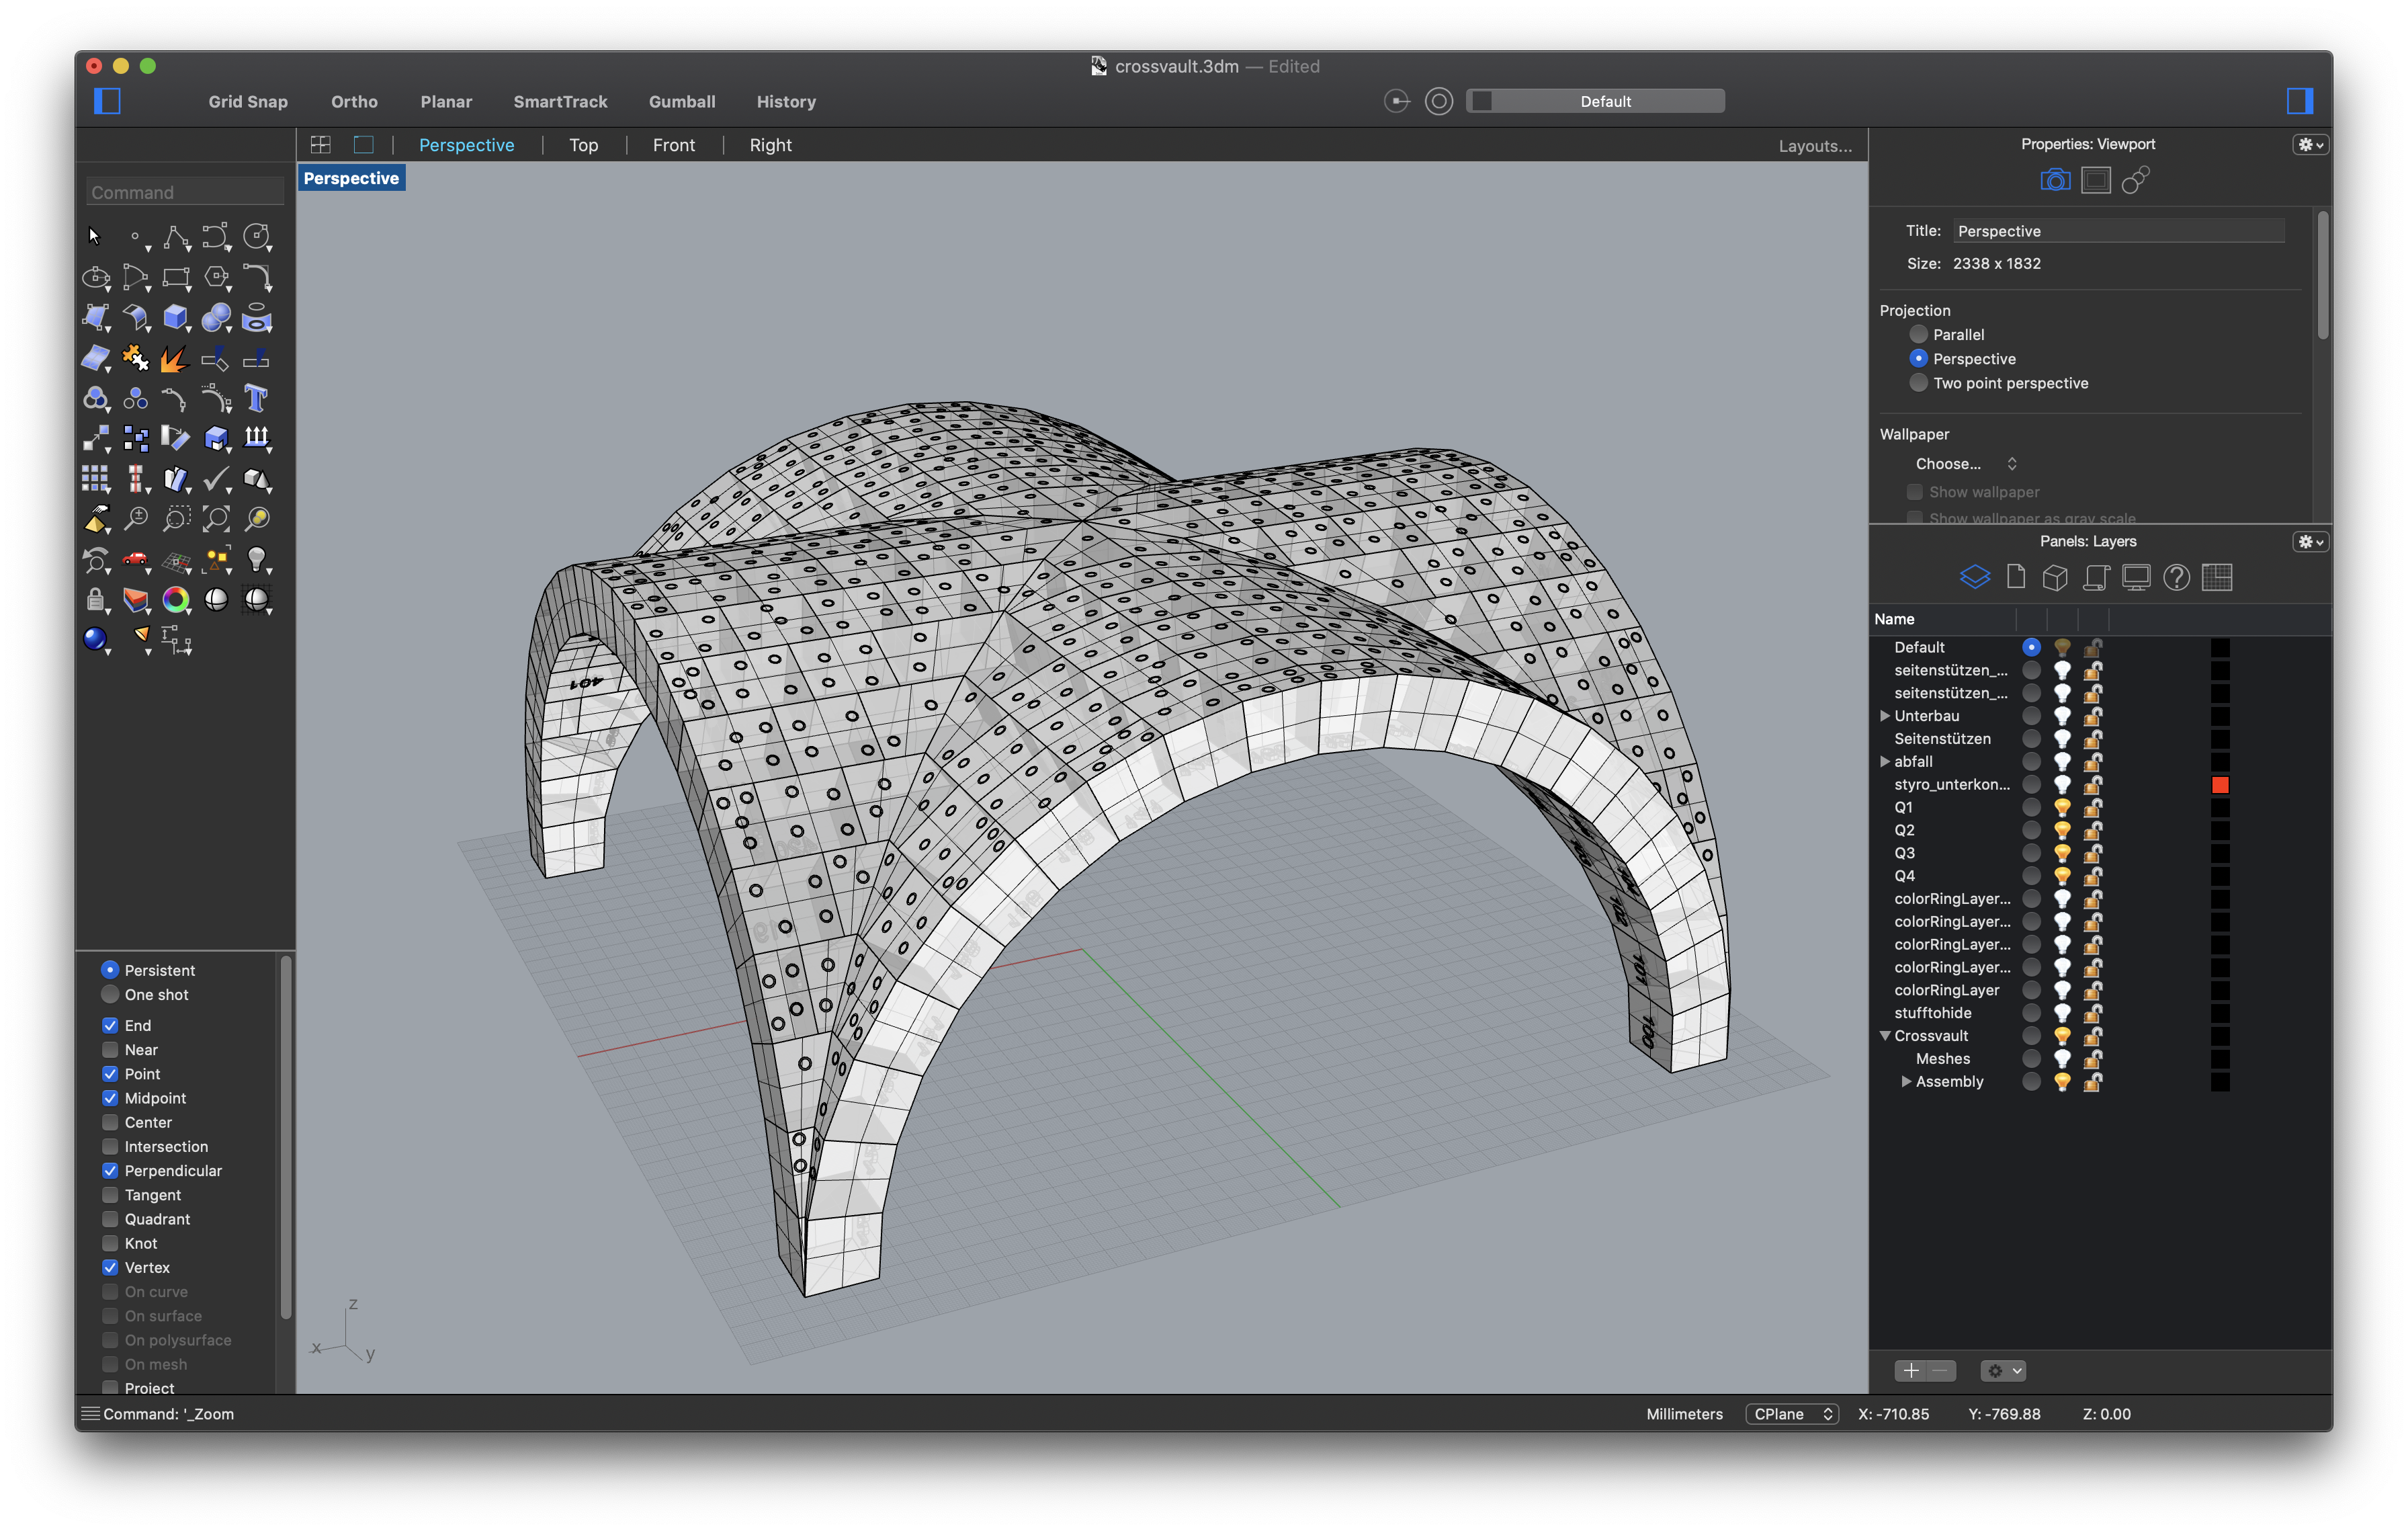 crossvault.3dm — Edited
Grid Snap Ortho Planar SmartTrack Gumball History
Default
Perspective Top Front Right
Layouts...
Perspective
Command
Persistent
One shot
End
Near
Point
Midpoint
Center
Intersection
Perpendicular
Tangent
Quadrant
Knot
Vertex
On curve
On surface
On polysurface
On mesh
Project
401
102
101
100
z
x
y
Properties: Viewport
Title: Perspective
Size: 2338 x 1832
Projection
Parallel
Perspective
Two point perspective
Wallpaper
Choose...
Show wallpaper
Show wallpaper as gray scale
Panels: Layers
Name
Default
seitenstützen_...
seitenstützen_...
Unterbau
Seitenstützen
abfall
styro_unterkon...
Q1
Q2
Q3
Q4
colorRingLayer...
colorRingLayer...
colorRingLayer...
colorRingLayer...
colorRingLayer
stufftohide
Crossvault
Meshes
Assembly
Command: '_Zoom
Millimeters CPlane X: -710.85 Y: -769.88 Z: 0.00